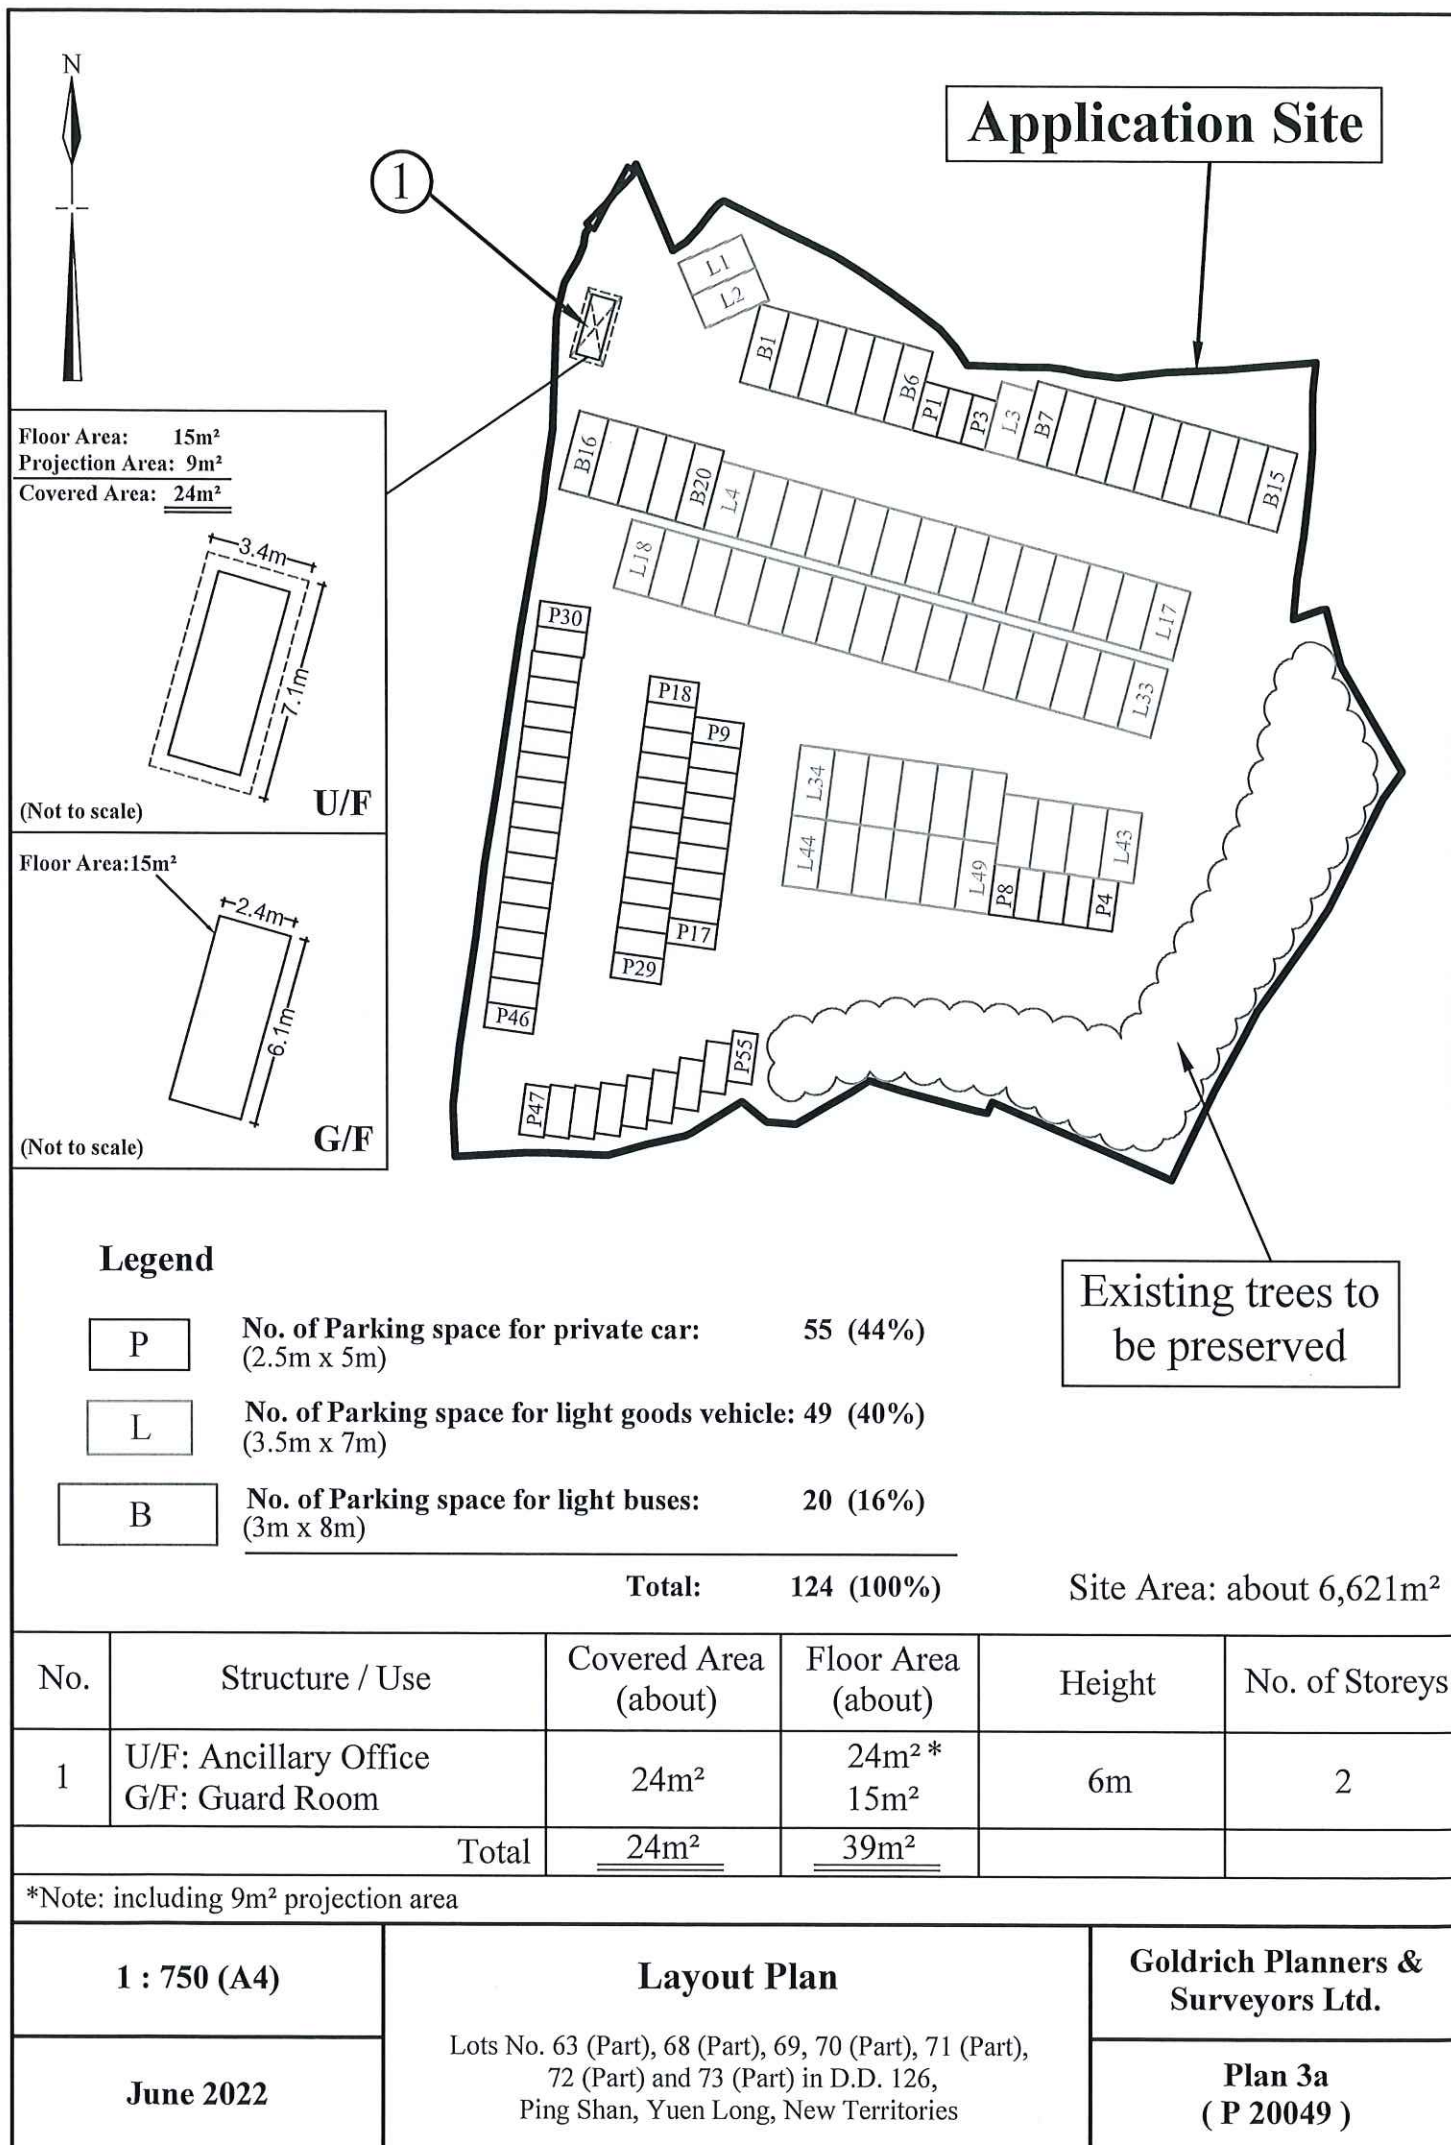 N
Application Site
1
L1
L2
B1
B6
P1
P3
L3
B7
B15
B16
B20
L4
L17
L18
L33
P30
P18
P9
L34
L43
L44
L49
P8
P4
P17
P29
P46
P47
P55
Floor Area: 15m²
Projection Area: 9m²
Covered Area: 24m²
3.4m
7.1m
(Not to scale) U/F
Floor Area:15m²
2.4m
6.1m
(Not to scale) G/F
Existing trees to
be preserved
Legend
P No. of Parking space for private car: 55 (44%)
(2.5m x 5m)
L No. of Parking space for light goods vehicle: 49 (40%)
(3.5m x 7m)
B No. of Parking space for light buses: 20 (16%)
(3m x 8m)
Total: 124 (100%)
Site Area: about 6,621m²
No. Structure / Use Covered Area (about) Floor Area (about) Height No. of Storeys
1 U/F: Ancillary Office 24m² 24m² * 6m 2
G/F: Guard Room 15m²
Total 24m² 39m²
*Note: including 9m² projection area
1 : 750 (A4)
June 2022
Layout Plan
Lots No. 63 (Part), 68 (Part), 69, 70 (Part), 71 (Part),
72 (Part) and 73 (Part) in D.D. 126,
Ping Shan, Yuen Long, New Territories
Goldrich Planners &
Surveyors Ltd.
Plan 3a
( P 20049 )